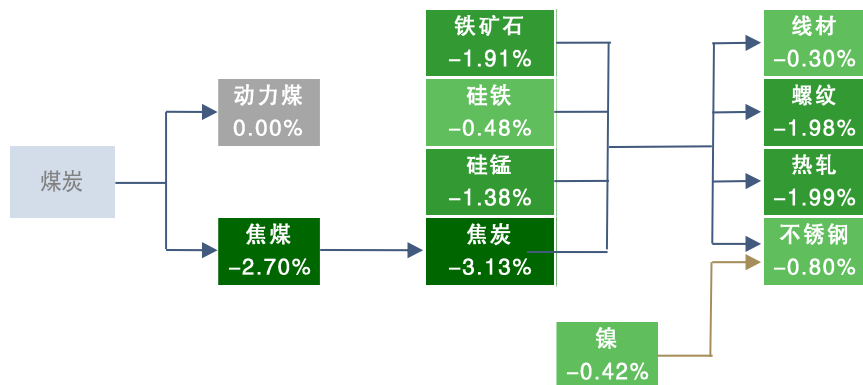 煤炭
动力煤
0.00%
焦煤
-2.70%
铁矿石
-1.91%
硅铁
-0.48%
硅锰
-1.38%
焦炭
-3.13%
镍
-0.42%
线材
-0.30%
螺纹
-1.98%
热轧
-1.99%
不锈钢
-0.80%